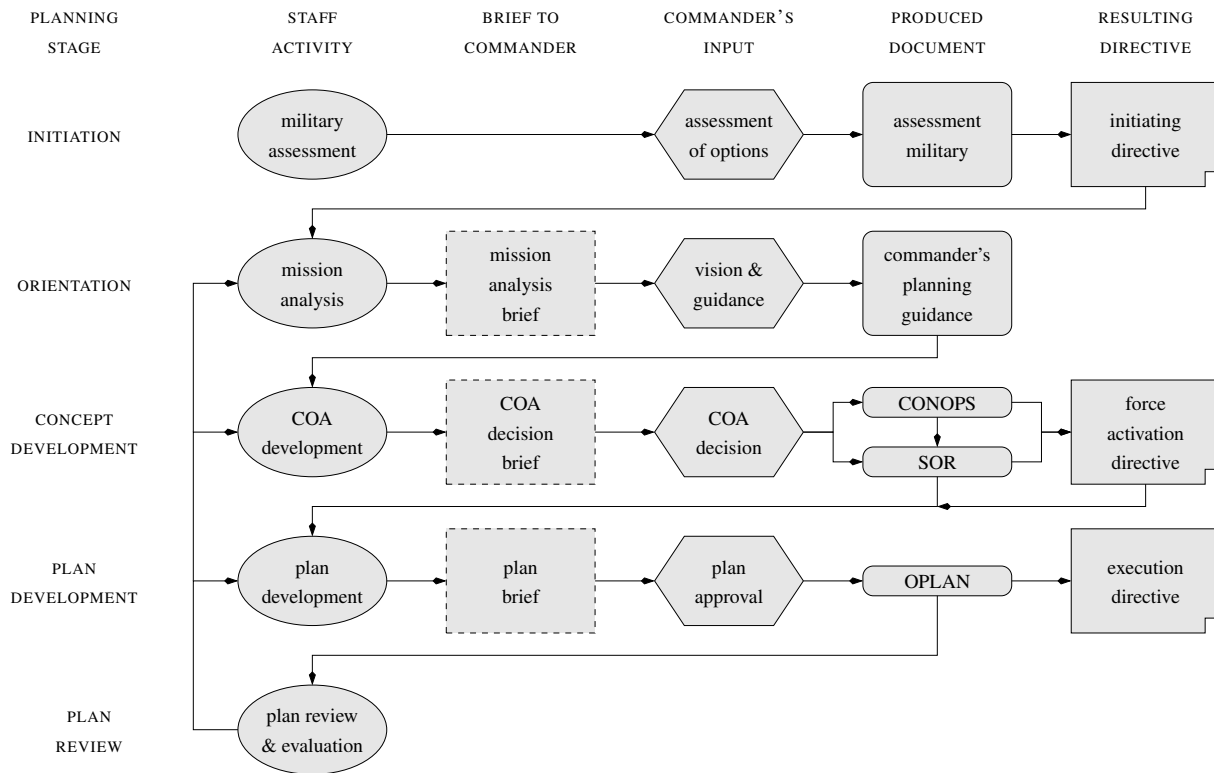 PLANNING STAGE
STAFF ACTIVITY
BRIEF TO COMMANDER
COMMANDER'S INPUT
PRODUCED DOCUMENT
RESULTING DIRECTIVE
INITIATION
military
assessment
assessment
of options
assessment
military
initiating
directive
ORIENTATION
mission
analysis
mission
analysis
brief
vision &
guidance
commander's
planning
guidance
CONCEPT
DEVELOPMENT
COA
development
COA
decision
brief
COA
decision
CONOPS
SOR
force
activation
directive
PLAN
DEVELOPMENT
plan
development
plan
brief
plan
approval
OPLAN
execution
directive
PLAN
REVIEW
plan review
& evaluation